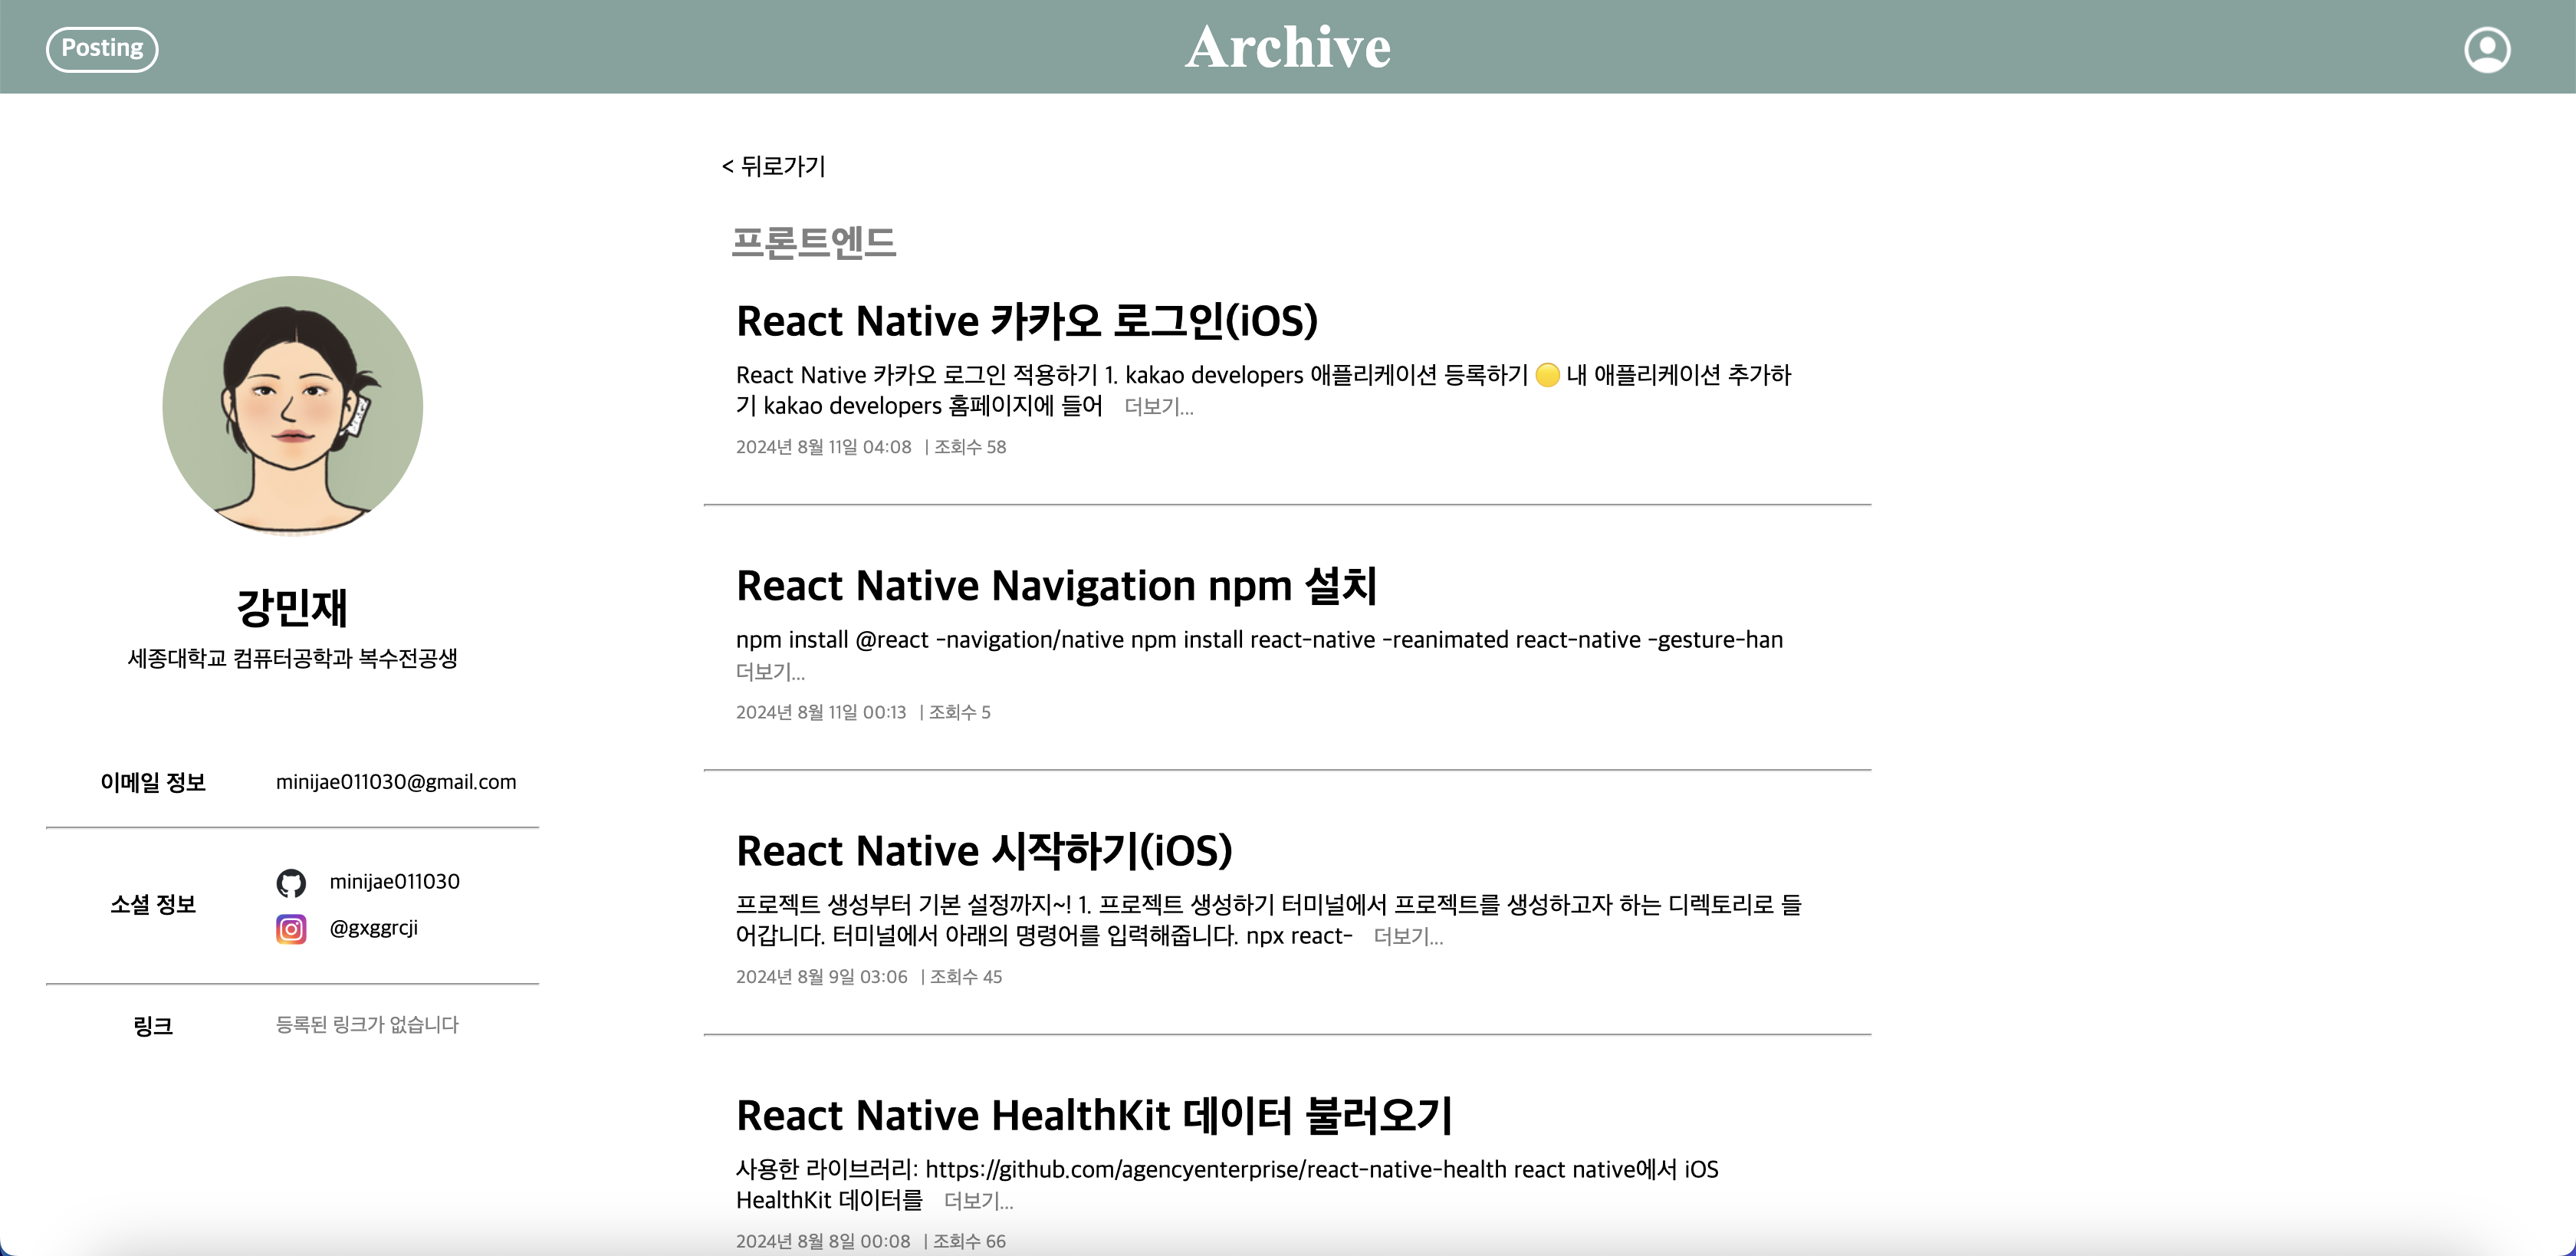 Posting
Archive
< 뒤로가기
프론트엔드
React Native 카카오 로그인(iOS)
React Native 카카오 로그인 적용하기 1. kakao developers 애플리케이션 등록하기 🟡 내 애플리케이션 추가하
기 kakao developers 홈페이지에 들어 더보기...
2024년 8월 11일 04:08 | 조회수 58
React Native Navigation npm 설치
npm install @react -navigation/native npm install react-native -reanimated react-native -gesture-han
더보기...
2024년 8월 11일 00:13 | 조회수 5
React Native 시작하기(iOS)
프로젝트 생성부터 기본 설정까지~! 1. 프로젝트 생성하기 터미널에서 프로젝트를 생성하고자 하는 디렉토리로 들
어갑니다. 터미널에서 아래의 명령어를 입력해줍니다. npx react- 더보기...
2024년 8월 9일 03:06 | 조회수 45
React Native HealthKit 데이터 불러오기
사용한 라이브러리: https://github.com/agencyenterprise/react-native-health react native에서 iOS
HealthKit 데이터를 더보기...
2024년 8월 8일 00:08 | 조회수 66
강민재
세종대학교 컴퓨터공학과 복수전공생
이메일 정보 minijae011030@gmail.com
소셜 정보
minijae011030
@gxggrcji
링크 등록된 링크가 없습니다